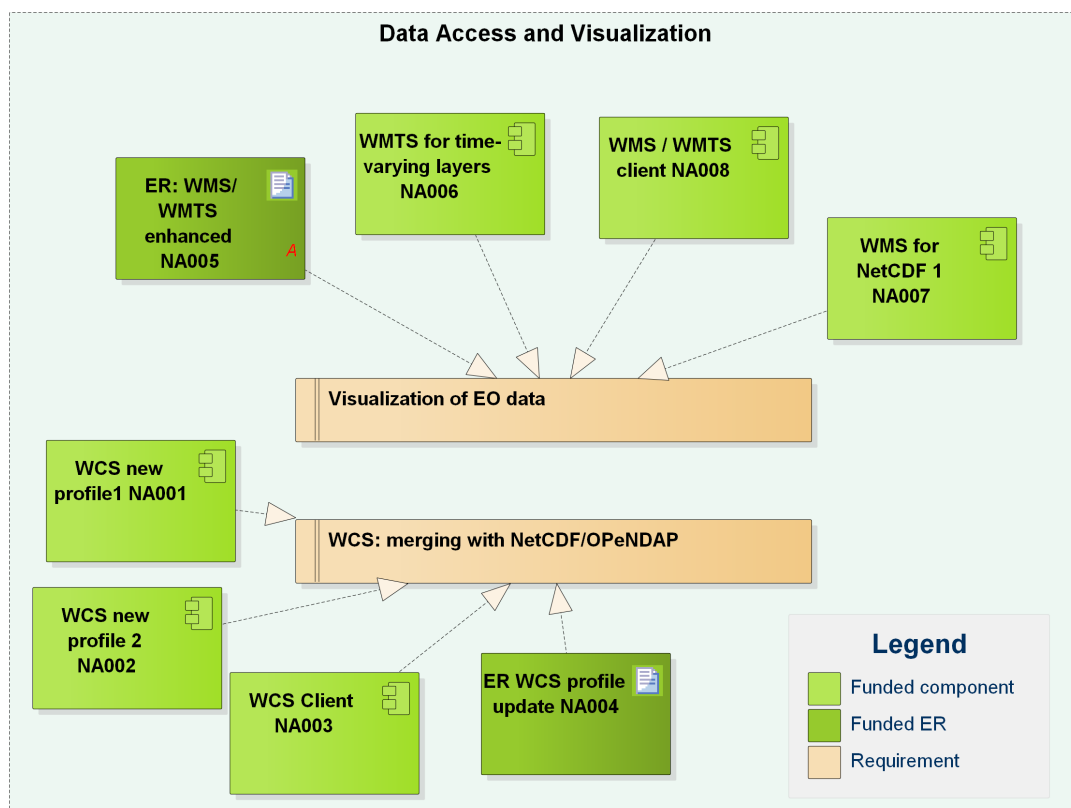 Data Access and Visualization
WMTS for time-
varying layers
NA006
WMS / WMTS
client NA008
ER: WMS/
WMTS
enhanced
NA005
A
WMS for
NetCDF 1
NA007
Visualization of EO data
WCS new
profile1 NA001
WCS: merging with NetCDF/OPeNDAP
WCS new
profile 2
NA002
WCS Client
NA003
ER WCS profile
update NA004
Legend
Funded component
Funded ER
Requirement